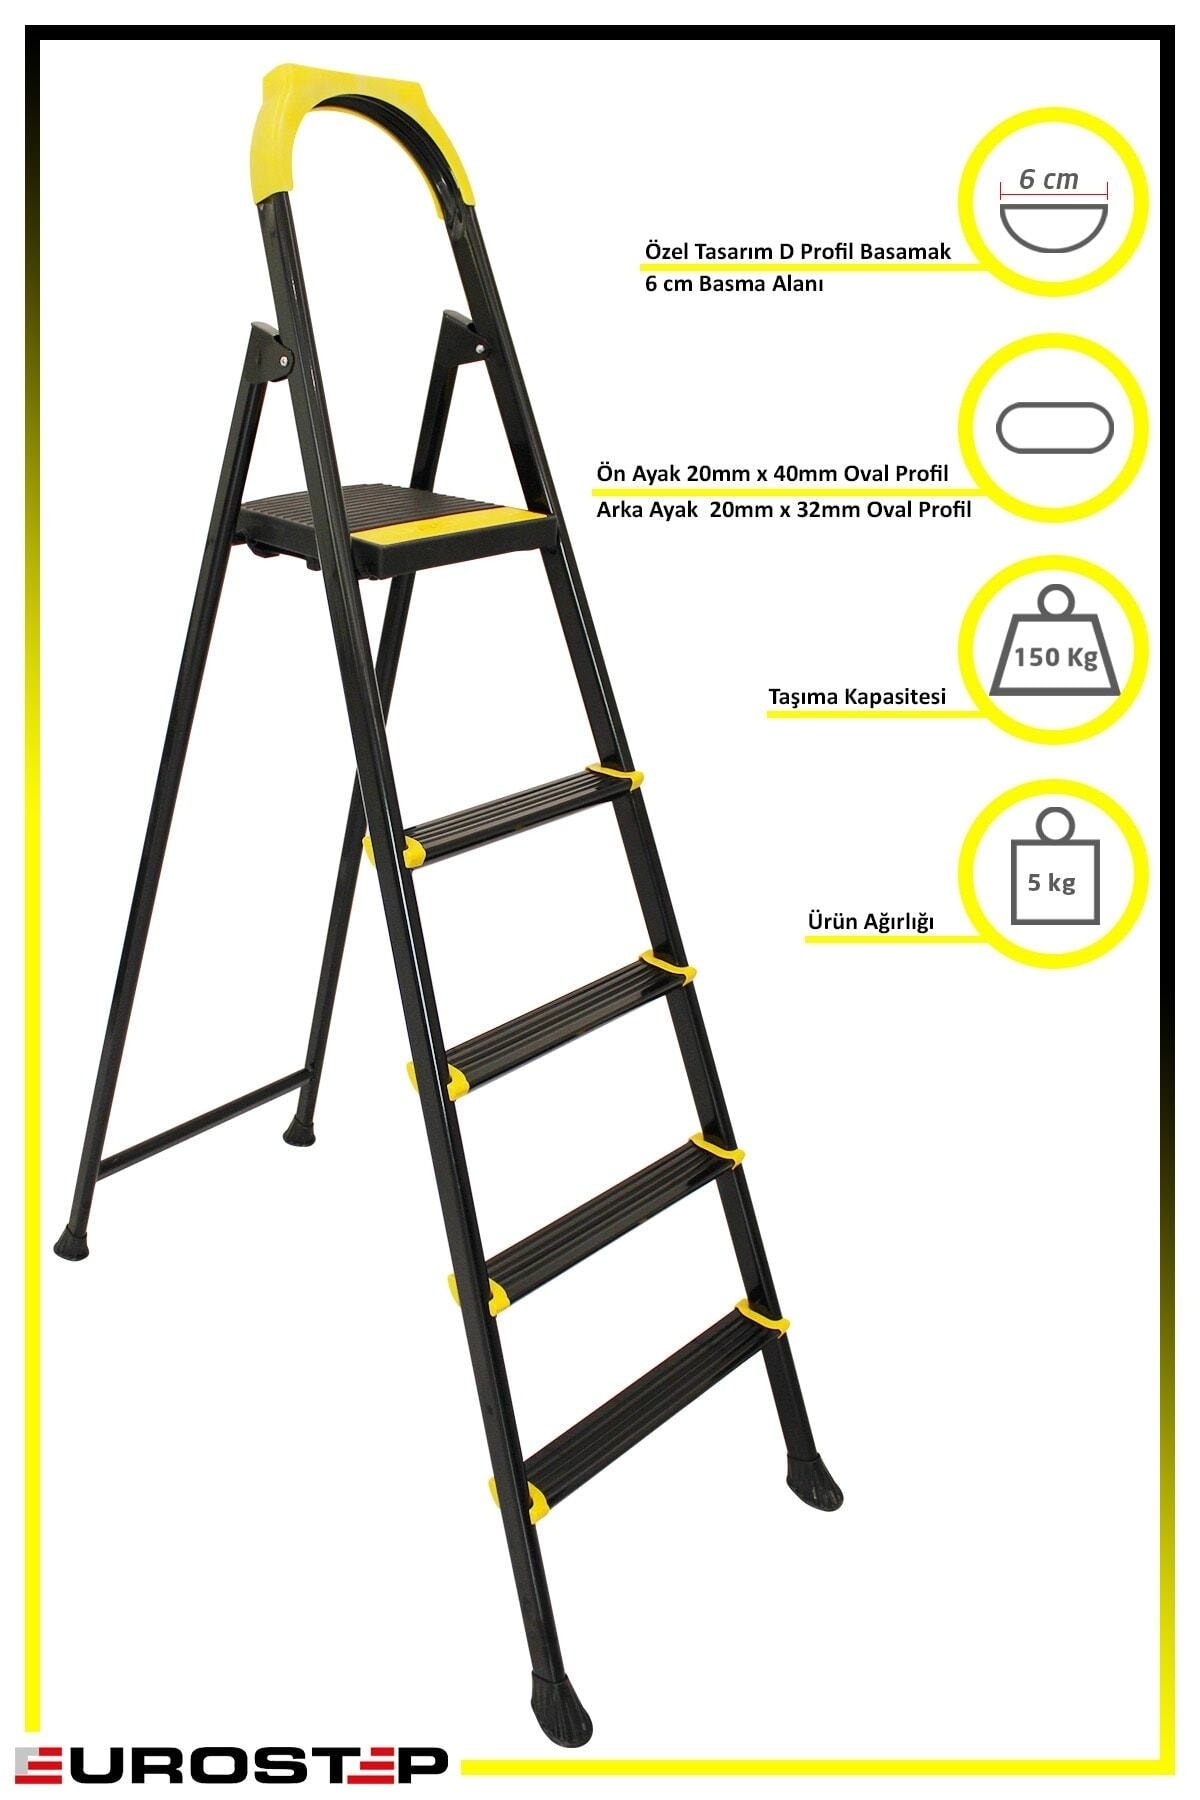 6 cm
Özel Tasarım D Profil Basamak
6 cm Basma Alanı
Ön Ayak 20mm x 40mm Oval Profil
Arka Ayak  20mm x 32mm Oval Profil
150 Kg
Taşıma Kapasitesi
5 kg
Ürün Ağırlığı
EUROSTEP